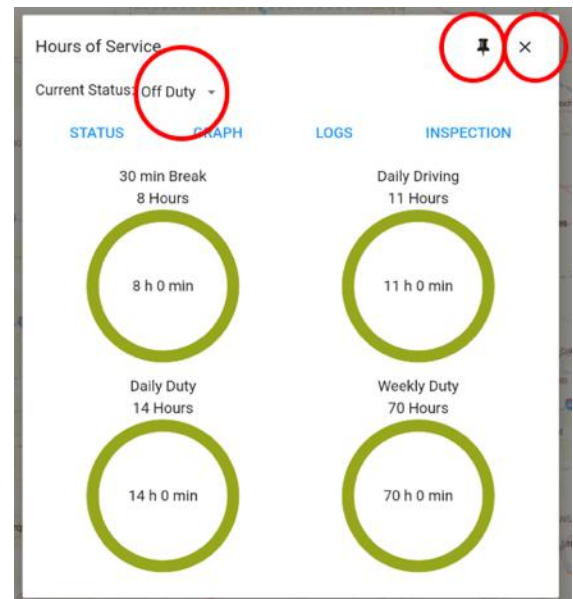 Hours of Service
Current Status: Off Duty
STATUS GRAPH LOGS INSPECTION
30 min Break Daily Driving
8 Hours 11 Hours
8 h 0 min 11 h 0 min
Daily Duty Weekly Duty
14 Hours 70 Hours
14 h 0 min 70 h 0 min